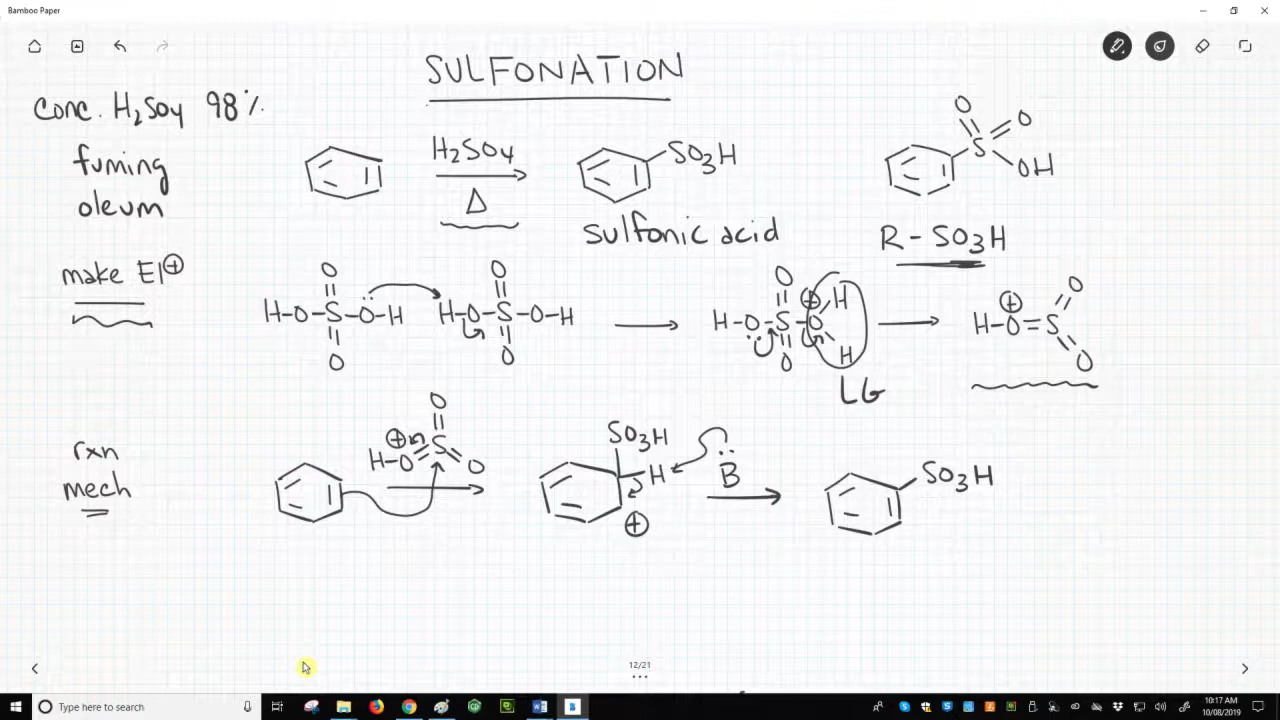 Bamboo Paper
SULFONATION
Conc. H₂SO₄ 98%
fuming
oleum
H₂SO₄
Δ
SO₃H
sulfonic acid
O
O
S
OH
R-SO₃H
make El⊕
O
H-O-S-O-H
O
O
H-O-S-O-H
O
O
H-O-S-O
⊕
H
H
O
LG
⊕
H-O=S
O
O
rxn
mech
O
⊕
H-O=S
O
SO₃H
H
⊕
B
SO₃H
12/21
Type here to search
10:17 AM
10/08/2019